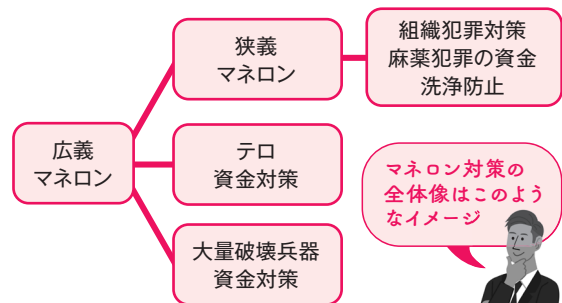 広義
マネロン
狭義
マネロン
組織犯罪対策
麻薬犯罪の資金
洗浄防止
テロ
資金対策
大量破壊兵器
資金対策
マネロン対策の
全体像はこのよう
なイメージ